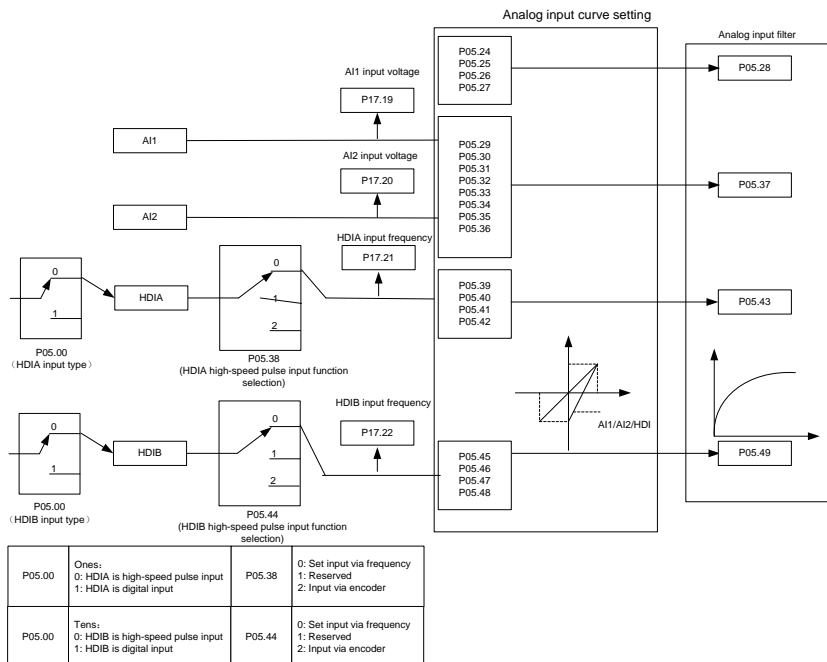 Analog input curve setting
Analog input filter
P05.24
P05.25
P05.26
P05.27
P05.28
AI1 input voltage
P17.19
AI1
AI2 input voltage
P17.20
AI2
P05.29
P05.30
P05.31
P05.32
P05.33
P05.34
P05.35
P05.36
P05.37
HDIA input frequency
P17.21
0
1
P05.00
(HDIA input type)
HDIA
0
1
2
P05.38
(HDIA high-speed pulse input function
selection)
P05.39
P05.40
P05.41
P05.42
P05.43
AI1/AI2/HDI
HDIB input frequency
P17.22
0
1
P05.00
(HDIB input type)
HDIB
0
1
2
P05.44
(HDIB high-speed pulse input function
selection)
P05.45
P05.46
P05.47
P05.48
P05.49
P05.00
Ones:
0: HDIA is high-speed pulse input
1: HDIA is digital input
P05.38
0: Set input via frequency
1: Reserved
2: Input via encoder
P05.00
Tens:
0: HDIB is high-speed pulse input
1: HDIB is digital input
P05.44
0: Set input via frequency
1: Reserved
2: Input via encoder